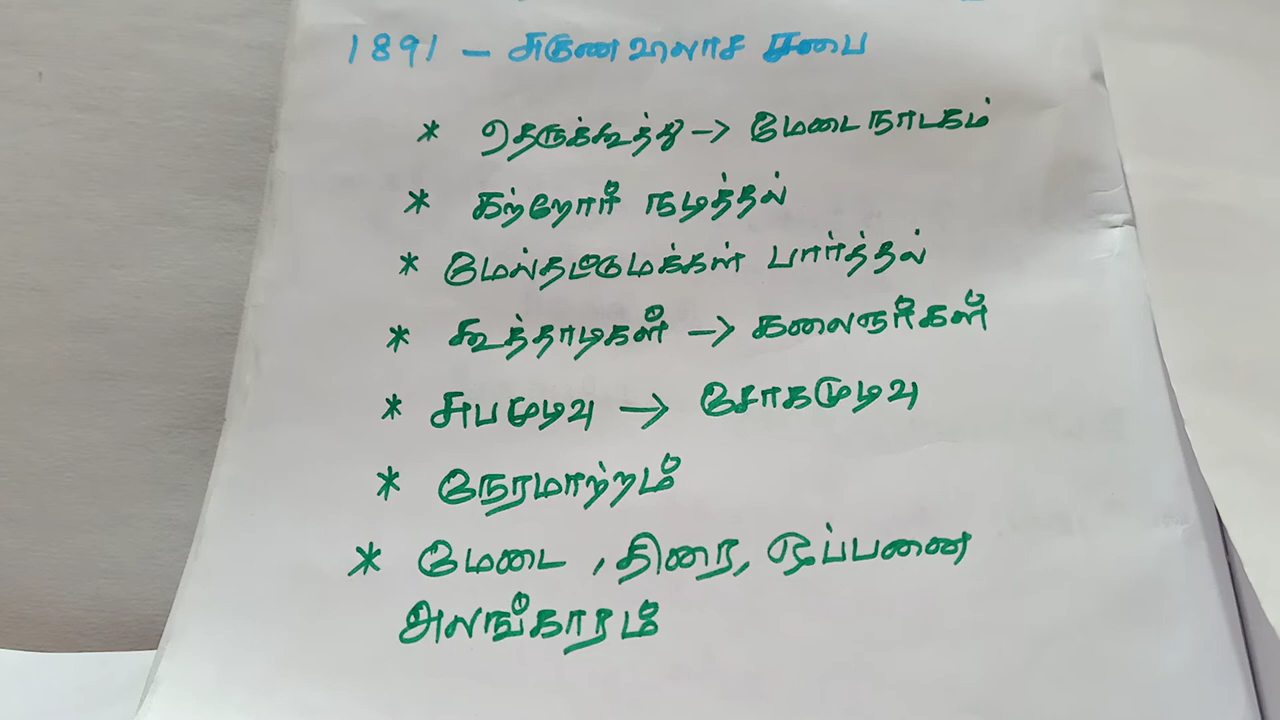 1891 – சுகுண விலாச சபை
* தெருக்கூத்து -> மேடை நாடகம்
* கற்றோர் நடித்தல்
* மேல்தட்டு மக்கள் பார்த்தல்
* கூத்தாடிகள் -> கலைஞர்கள்
* சுபமுடிவு -> சோகமுடிவு
* நேரமாற்றம்
* மேடை, திரை, ஒப்பனை
அலங்காரம்